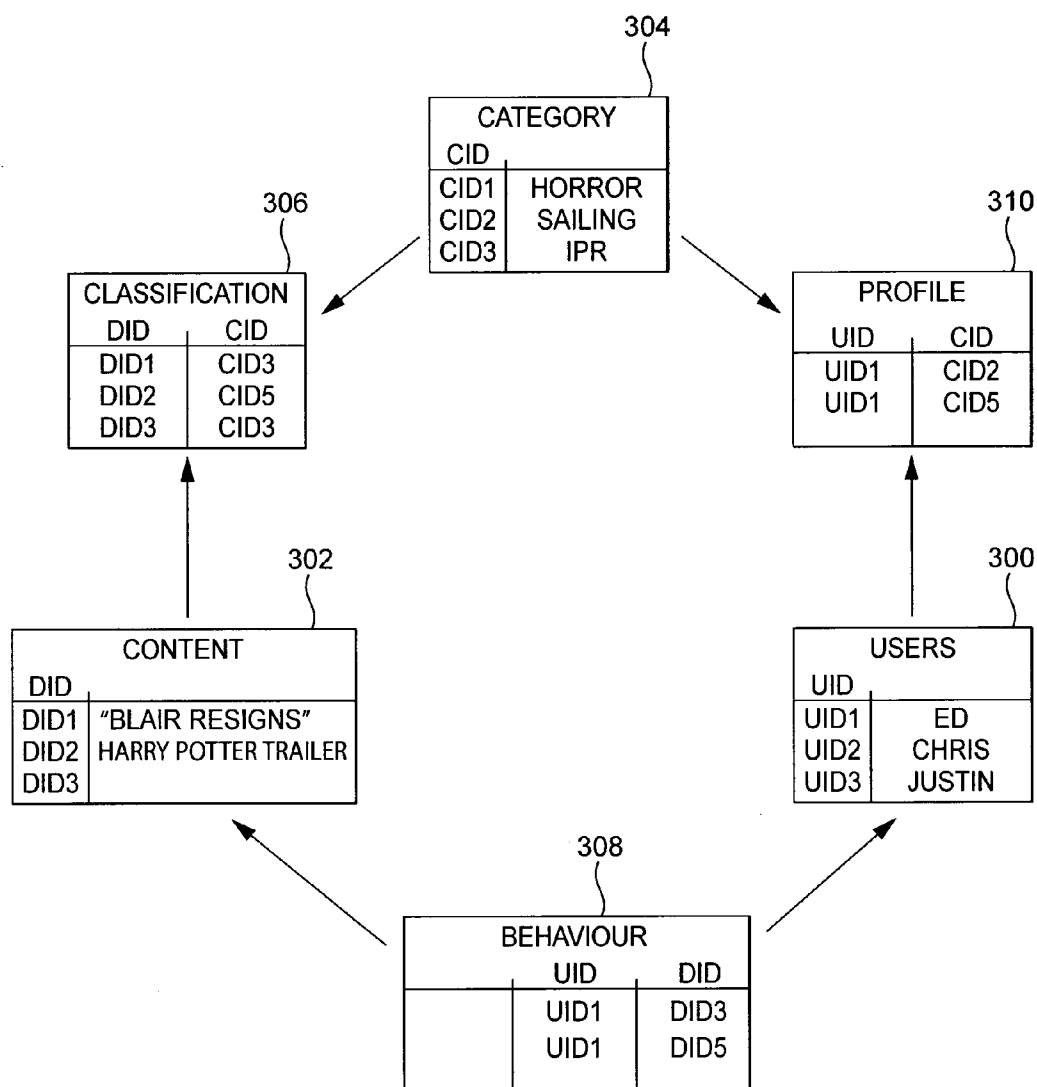 304
CATEGORY
CID
CID1 HORROR
CID2 SAILING
CID3 IPR
306
CLASSIFICATION
DID CID
DID1 CID3
DID2 CID5
DID3 CID3
310
PROFILE
UID CID
UID1 CID2
UID1 CID5
302
CONTENT
DID
DID1 "BLAIR RESIGNS"
DID2 HARRY POTTER TRAILER
DID3
300
USERS
UID
UID1 ED
UID2 CHRIS
UID3 JUSTIN
308
BEHAVIOUR
UID DID
UID1 DID3
UID1 DID5